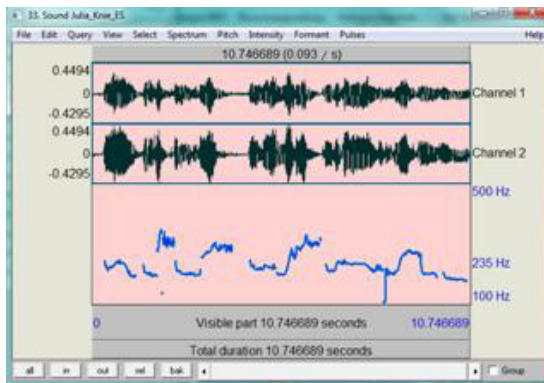 33. Sound Julia_Knie_ES
File Edit Query View Select Spectrum Pitch Intensity Formant Pulses Help
10.746689 (0.093 / s)
0.4494
0
-0.4295
Channel 1
0.4494
0
-0.4295
Channel 2
500 Hz
235 Hz
100 Hz
0 Visible part 10.746689 seconds 10.746689
Total duration 10.746689 seconds
all in out sel bak Group